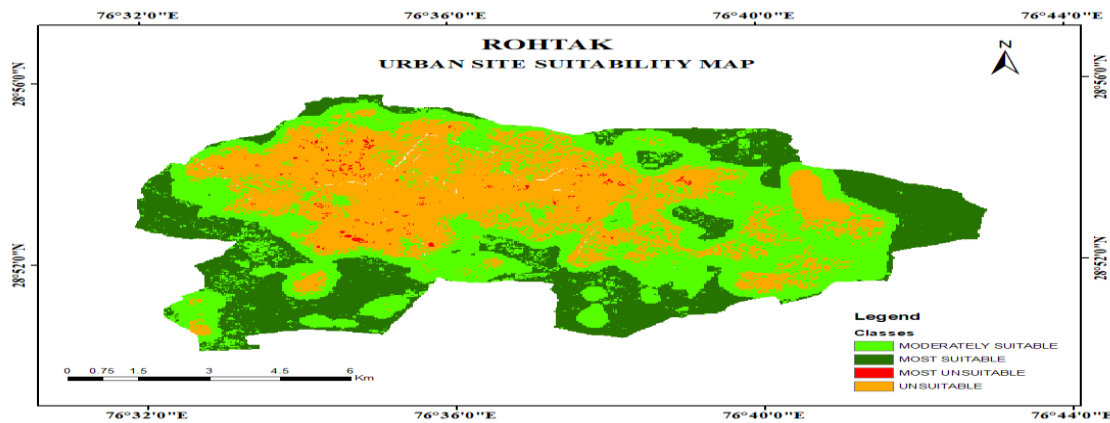 76°32'0"E 76°36'0"E 76°40'0"E 76°44'0"E
ROHTAK
URBAN SITE SUITABILITY MAP
N
28°56'0"N 28°56'0"N
28°52'0"N 28°52'0"N
Legend
Classes
MODERATELY SUITABLE
MOST SUITABLE
MOST UNSUITABLE
UNSUITABLE
0 0.75 1.5 3 4.5 6
Km
76°32'0"E 76°36'0"E 76°40'0"E 76°44'0"E